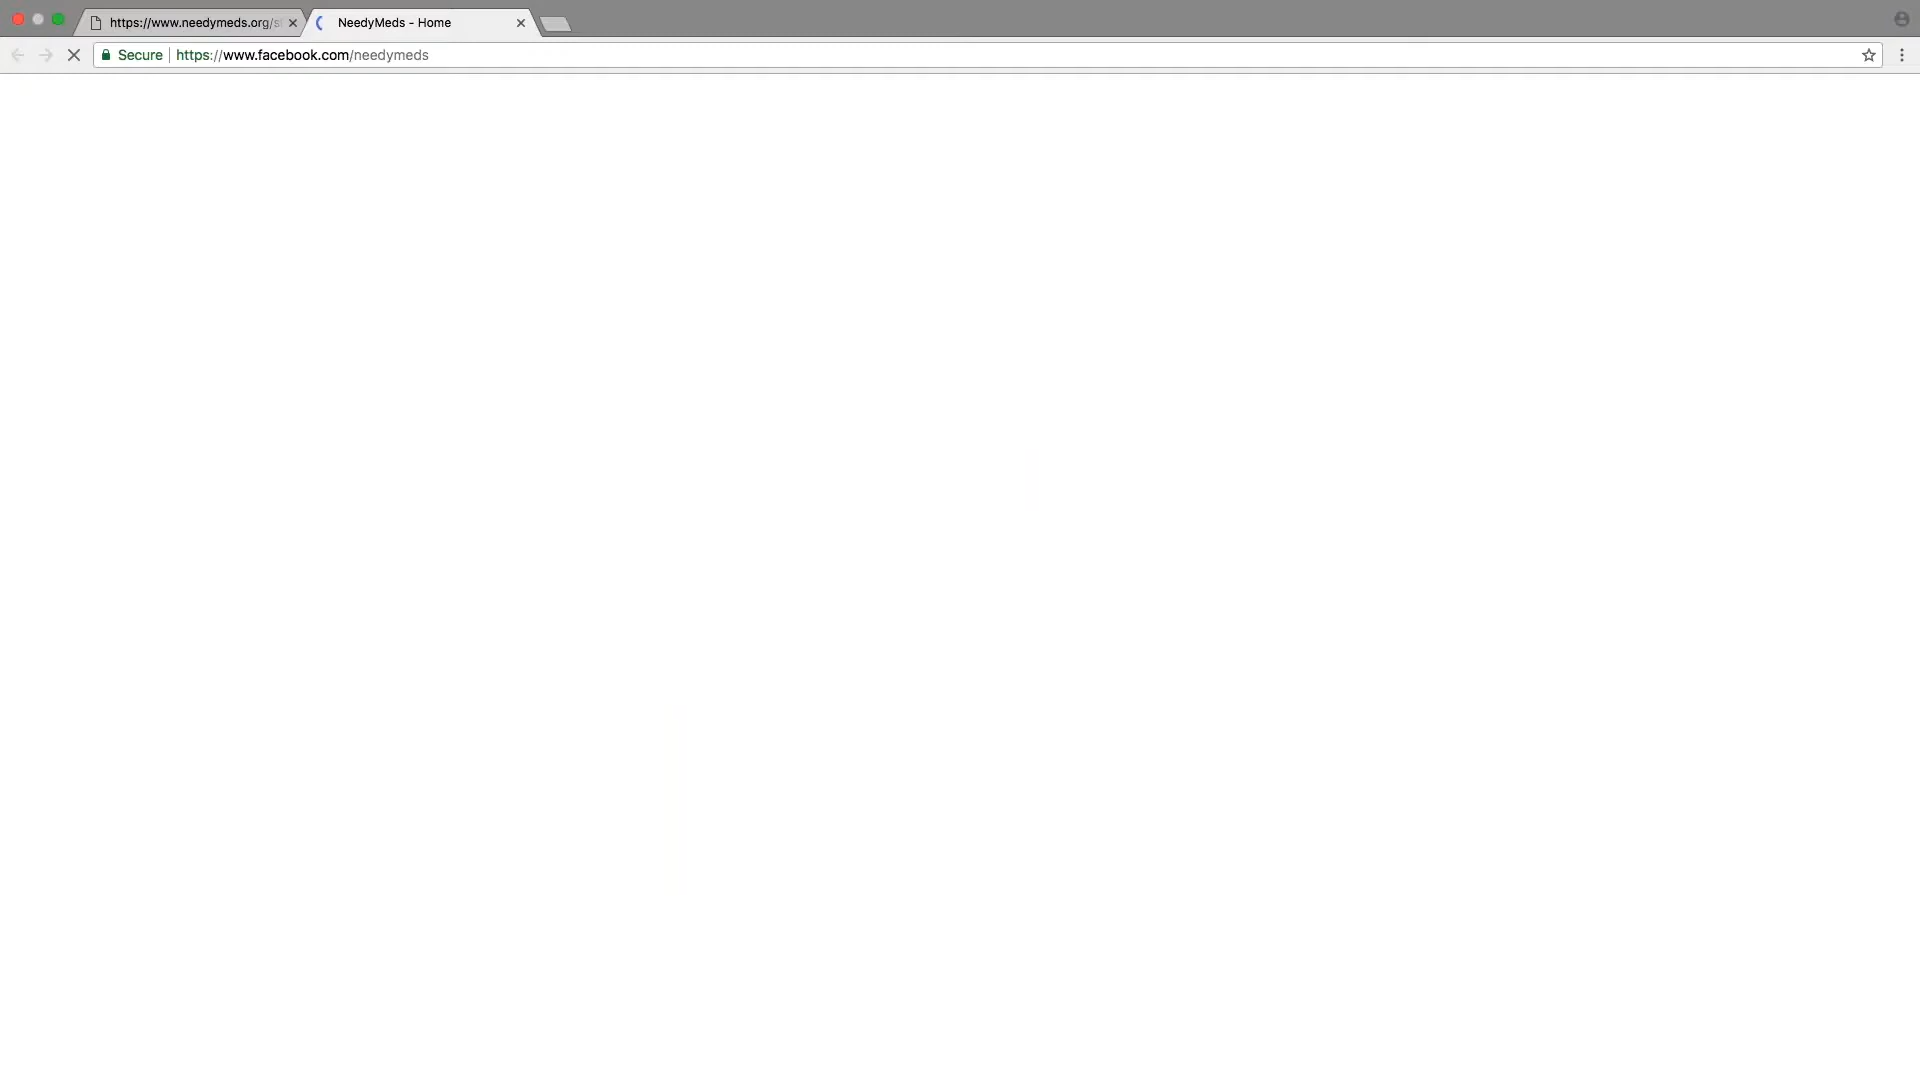 https://www.needymeds.org/s
NeedyMeds - Home
Secure
https://www.facebook.com/needymeds